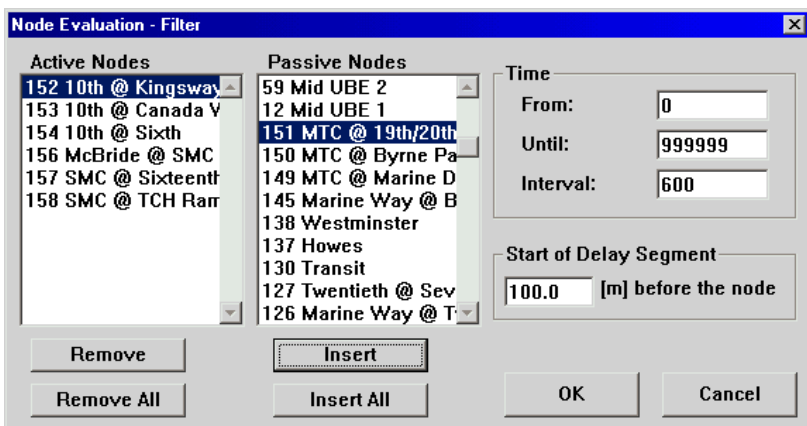 Node Evaluation - Filter
Active Nodes
152 10th @ Kingsway
153 10th @ Canada
154 10th @ Sixth
156 McBride @ SMC
157 SMC @ Sixteenth
158 SMC @ TCH Ram
Remove
Remove All
Passive Nodes
59 Mid UBE 2
12 Mid UBE 1
151 MTC @ 19th/20th
150 MTC @ Byrne Pa
149 MTC @ Marine D
145 Marine Way @ B
138 Westminster
137 Howes
130 Transit
127 Twentieth @ Sev
126 Marine Way @
Insert
Insert All
Time
From: 0
Until: 999999
Interval: 600
Start of Delay Segment
100.0 [m] before the node
OK
Cancel